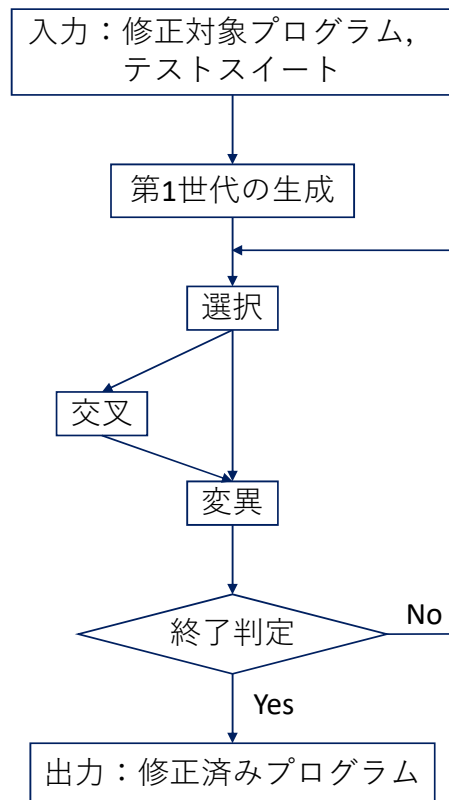 入力：修正対象プログラム,
テストスイート
第1世代の生成
選択
交叉
変異
終了判定
No
Yes
出力：修正済みプログラム